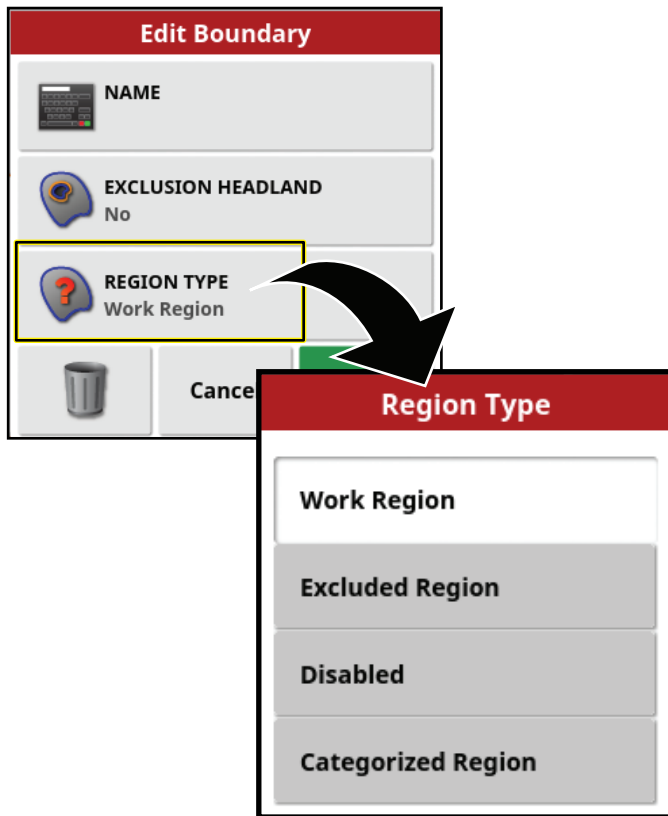 Edit Boundary
NAME
EXCLUSION HEADLAND
No
REGION TYPE
Work Region
Cance
Region Type
Work Region
Excluded Region
Disabled
Categorized Region